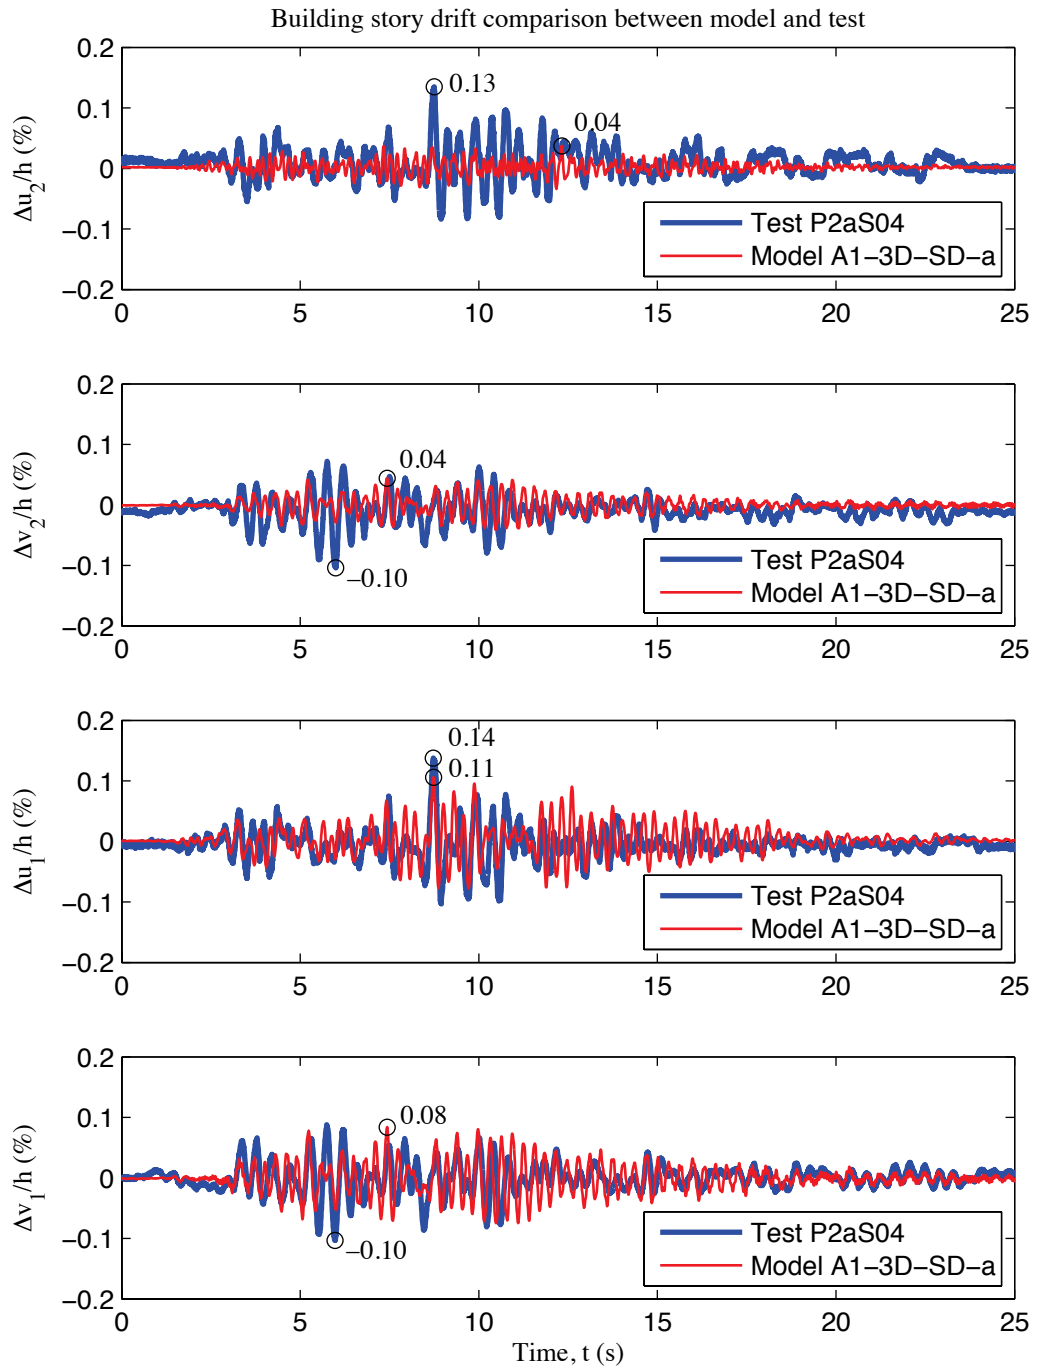 Building story drift comparison between model and test
0.2
0.13
0.1
0.04
0
Δu2/h (%)
−0.1
Test P2aS04
Model A1−3D−SD−a
−0.2
0 5 10 15 20 25
0.2
0.1
0.04
0
Δv2/h (%)
−0.1
−0.10
Test P2aS04
Model A1−3D−SD−a
−0.2
0 5 10 15 20 25
0.2
0.14
0.11
0.1
0
Δu1/h (%)
−0.1
Test P2aS04
Model A1−3D−SD−a
−0.2
0 5 10 15 20 25
0.2
0.08
0.1
0
Δv1/h (%)
−0.1
−0.10
Test P2aS04
Model A1−3D−SD−a
−0.2
0 5 10 15 20 25
Time, t (s)